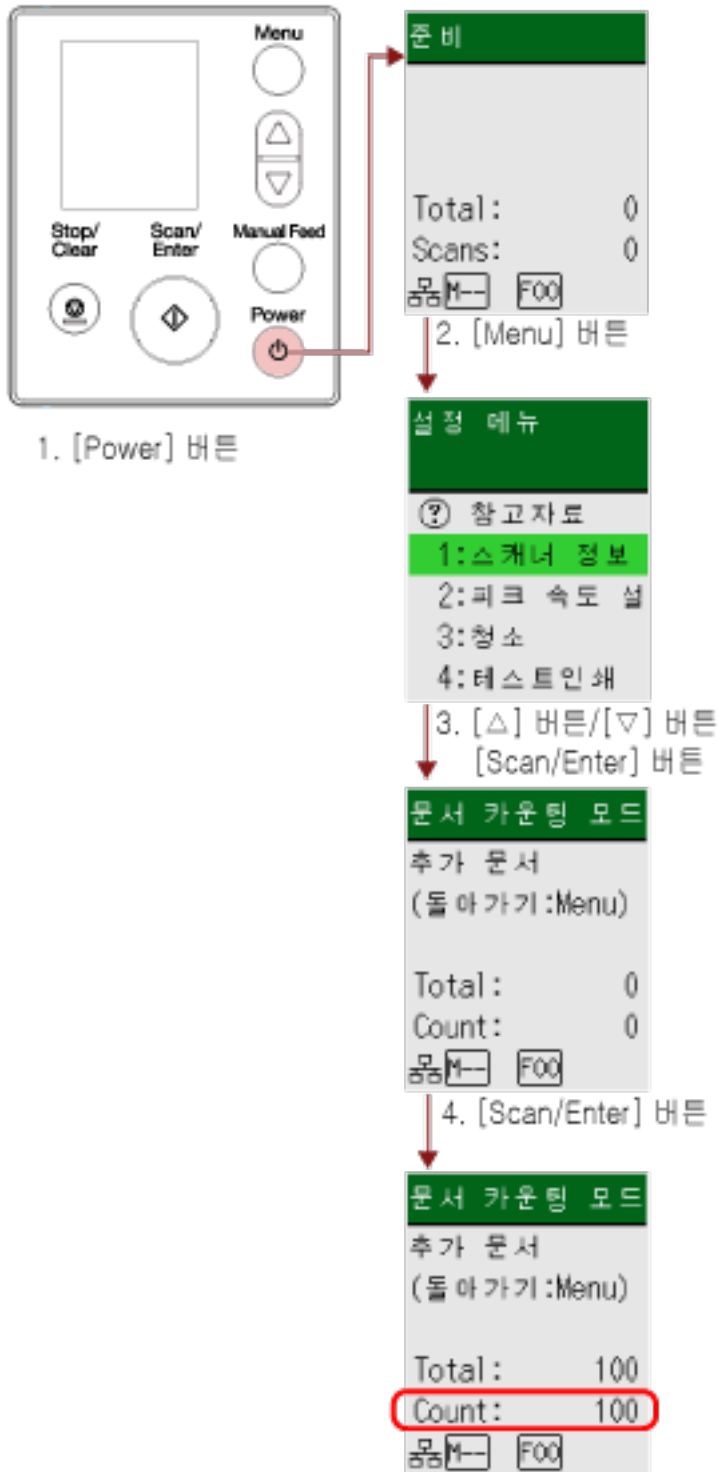 Menu
Stop/
Clear
Scan/
Enter
Manual Feed
Power
1. [Power] 버튼
준비
Total: 0
Scans: 0
M-- F00
2. [Menu] 버튼
설정 메뉴
? 참고자료
1:스캐너 정보
2:피크 속도 설
3:청소
4:테스트인쇄
3. [△] 버튼/[▽] 버튼
[Scan/Enter] 버튼
문서 카운팅 모드
추가 문서
(돌아가기:Menu)
Total: 0
Count: 0
M-- F00
4. [Scan/Enter] 버튼
문서 카운팅 모드
추가 문서
(돌아가기:Menu)
Total: 100
Count: 100
M-- F00